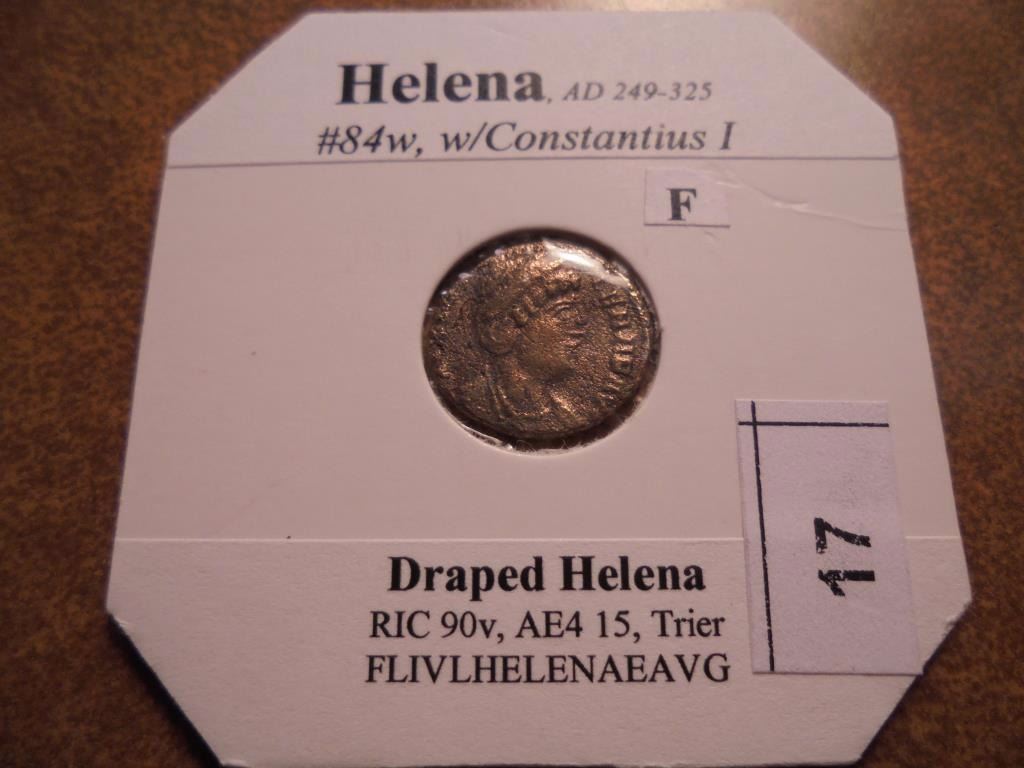 Helena, AD 249-325
#84w, w/Constantius I
F
17
Draped Helena
RIC 90v, AE4 15, Trier
FLIVLHELENAEAVG